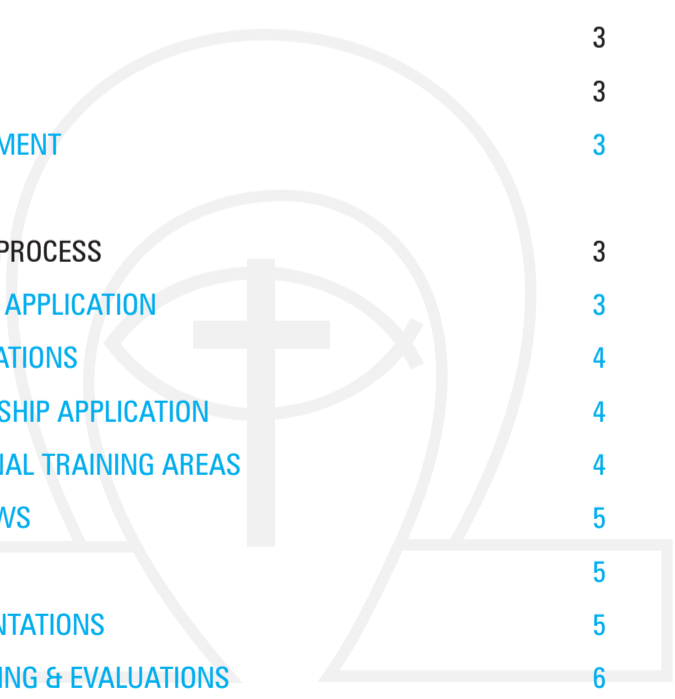 3
3
MENT 3
PROCESS 3
APPLICATION 3
ATIONS 4
SHIP APPLICATION 4
NAL TRAINING AREAS 4
WS 5
5
NTATIONS 5
ING & EVALUATIONS 6